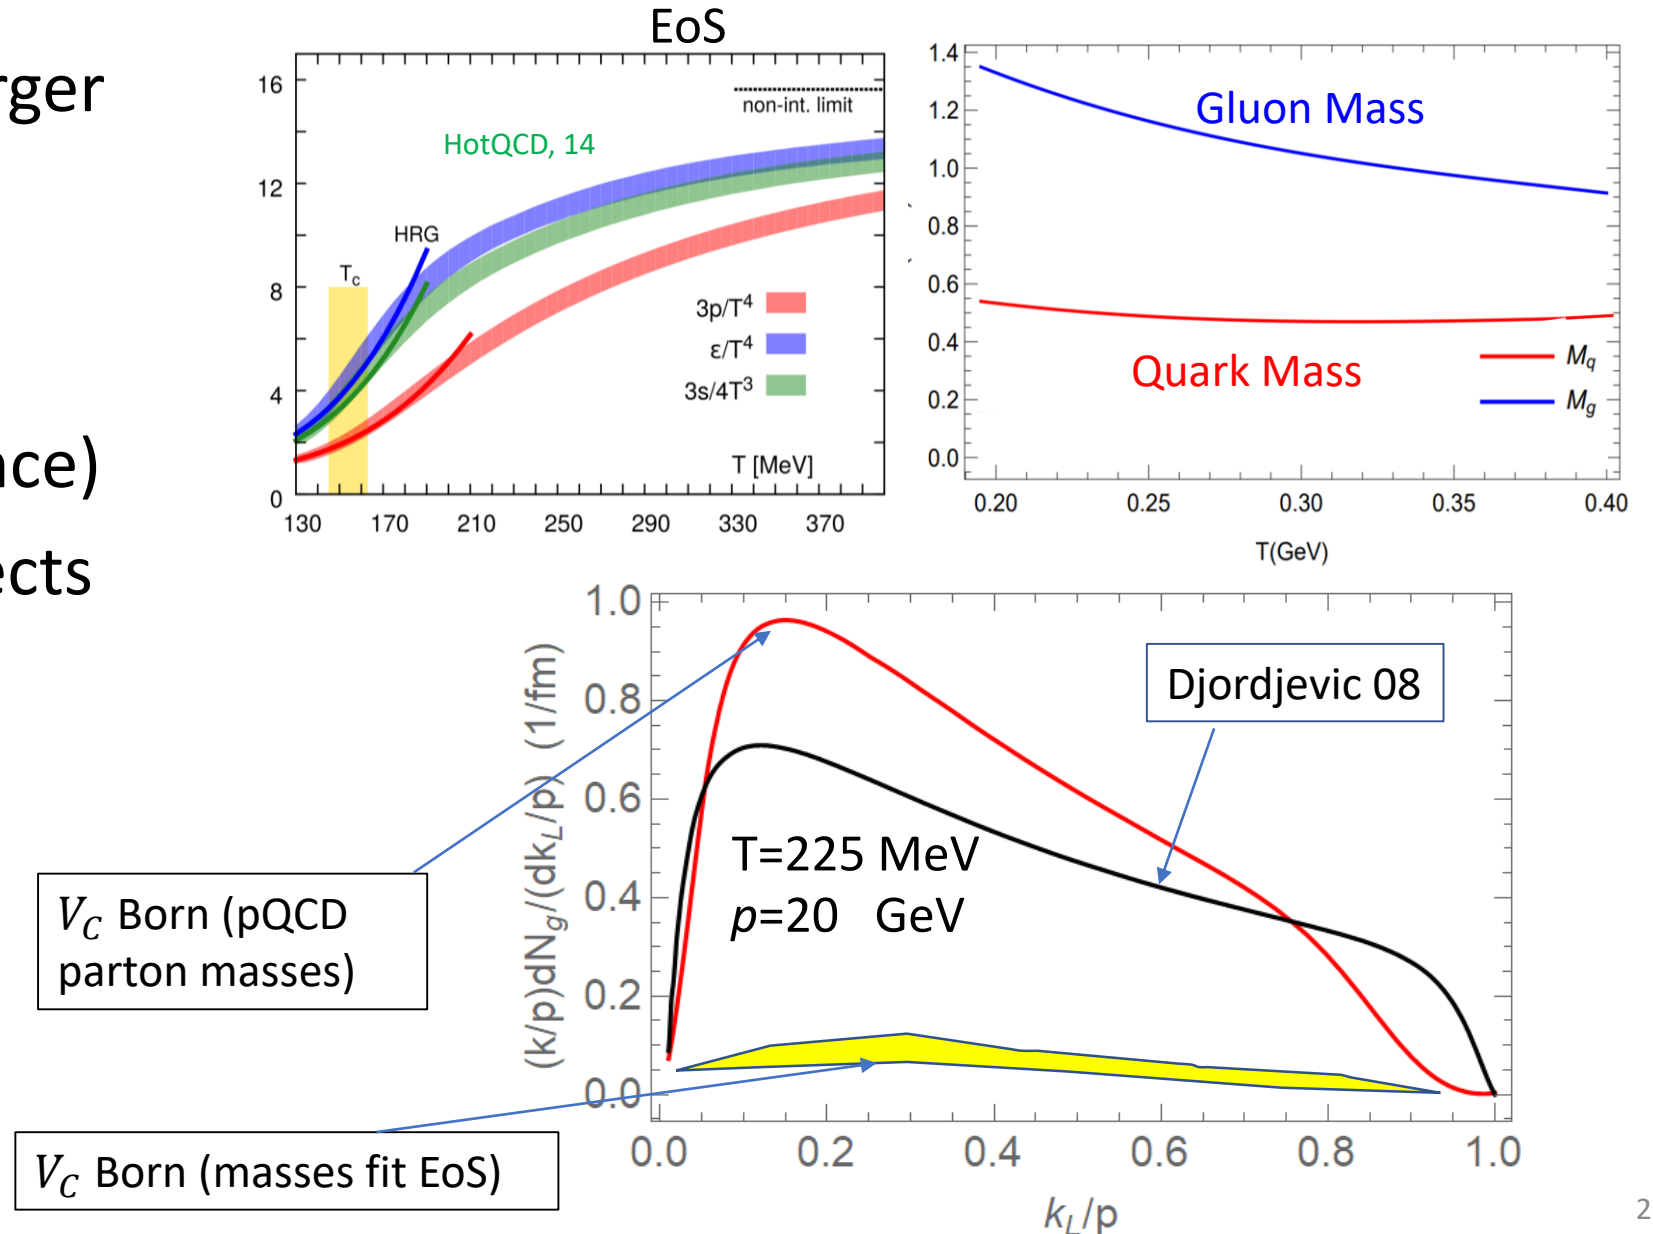 rger
nce)
ects
EoS
16
12
8
4
0
non-int. limit
HotQCD, 14
HRG
Tc
3p/T⁴
ε/T⁴
3s/4T³
T [MeV]
130 170 210 250 290 330 370
1.4
1.2
1.0
0.8
0.6
0.4
0.2
0.0
Gluon Mass
Quark Mass
Mq
Mg
0.20 0.25 0.30 0.35 0.40
T(GeV)
(k/p)dNg/(dkL/p) (1/fm)
1.0
0.8
0.6
0.4
0.2
0.0
Djordjevic 08
T=225 MeV
p=20 GeV
VC Born (pQCD
parton masses)
VC Born (masses fit EoS)
0.0 0.2 0.4 0.6 0.8 1.0
kL/p
2